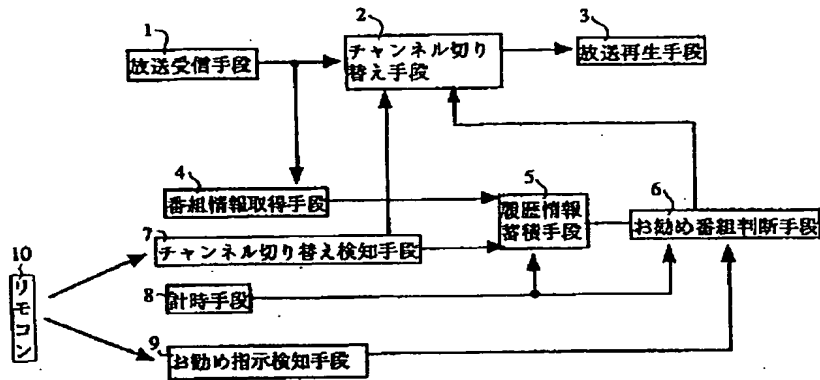 1
放送受信手段
2
チャンネル切り
替え手段
3
放送再生手段
4
番組情報取得手段
5
履歴情報
蓄積手段
6
お勧め番組判断手段
7
チャンネル切り替え検知手段
8
計時手段
9
お勧め指示検知手段
10
リモコン